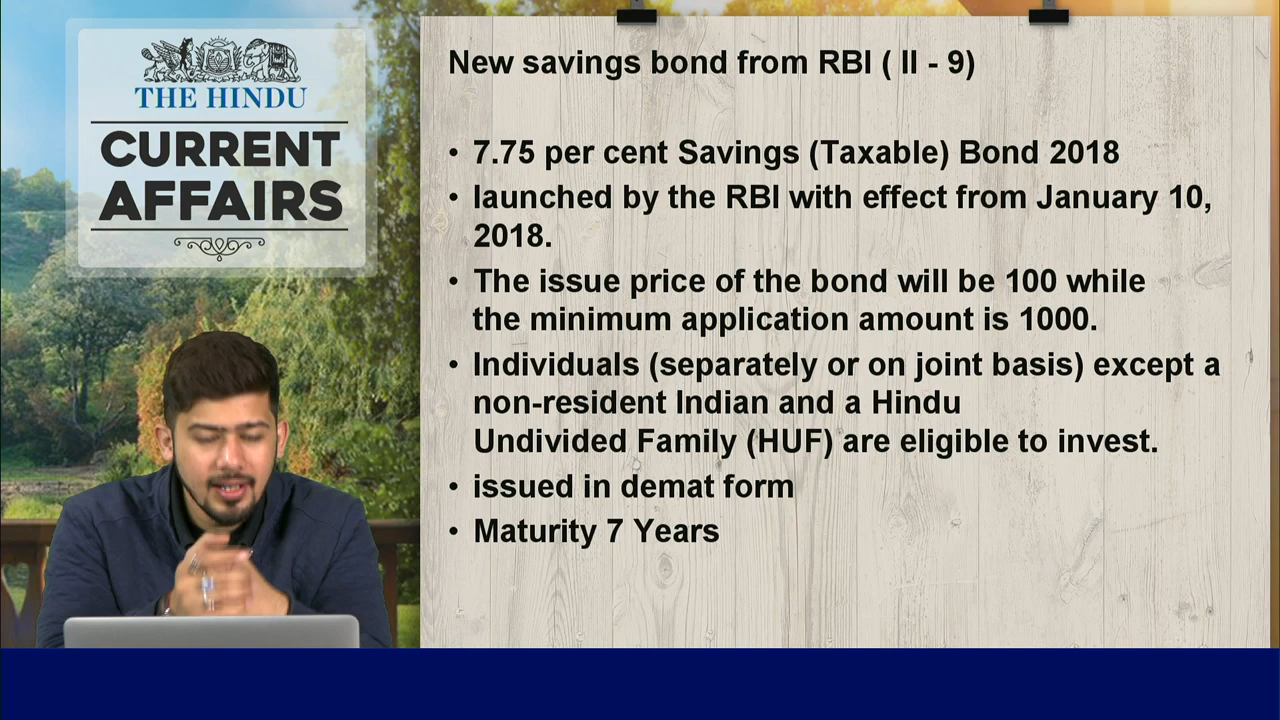 THE HINDU
CURRENT
AFFAIRS
New savings bond from RBI ( II - 9)
• 7.75 per cent Savings (Taxable) Bond 2018
• launched by the RBI with effect from January 10,
2018.
• The issue price of the bond will be 100 while
the minimum application amount is 1000.
• Individuals (separately or on joint basis) except a
non-resident Indian and a Hindu
Undivided Family (HUF) are eligible to invest.
• issued in demat form
• Maturity 7 Years